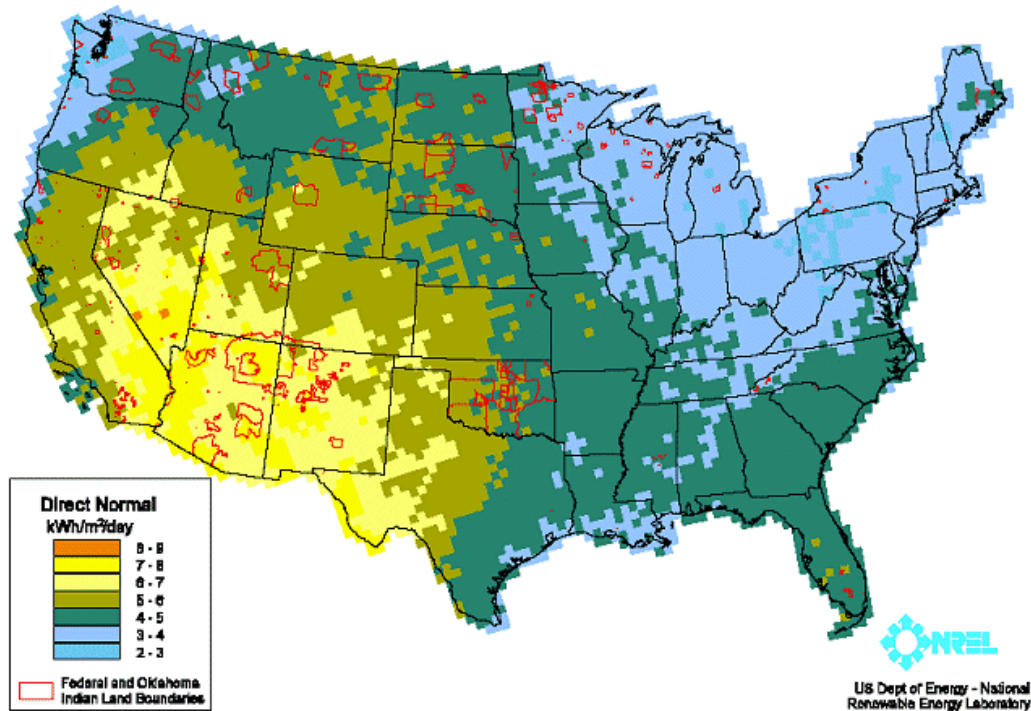 Direct Normal
kWh/m²/day
8 - 9
7 - 8
6 - 7
5 - 6
4 - 5
3 - 4
2 - 3
Federal and Oklahoma
Indian Land Boundaries
NREL
US Dept of Energy - National
Renewable Energy Laboratory